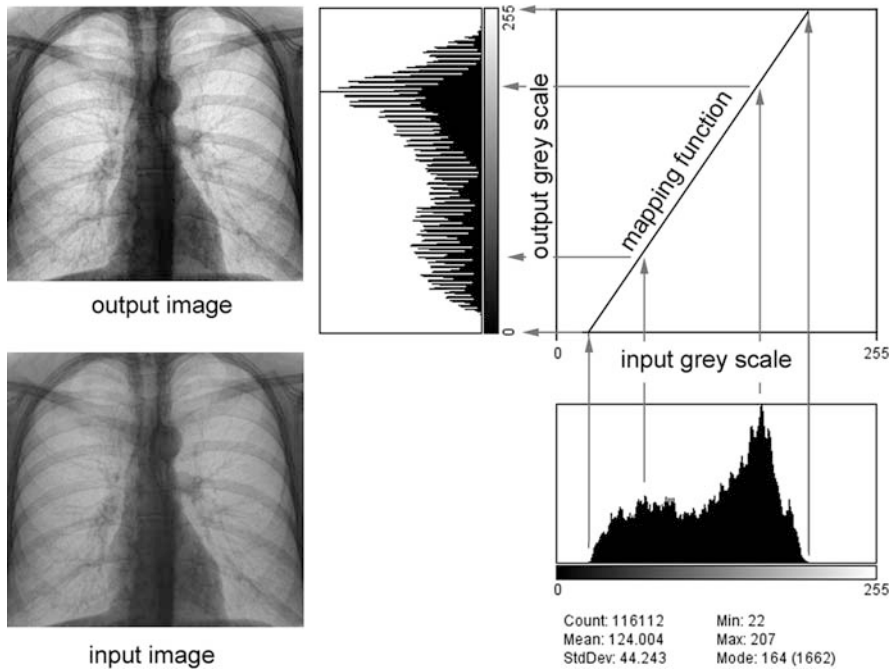 255
output grey scale
0
mapping function
output image
0
input grey scale
255
input image
0
255
Count: 116112 Min: 22
Mean: 124.004 Max: 207
StdDev: 44.243 Mode: 164 (1662)